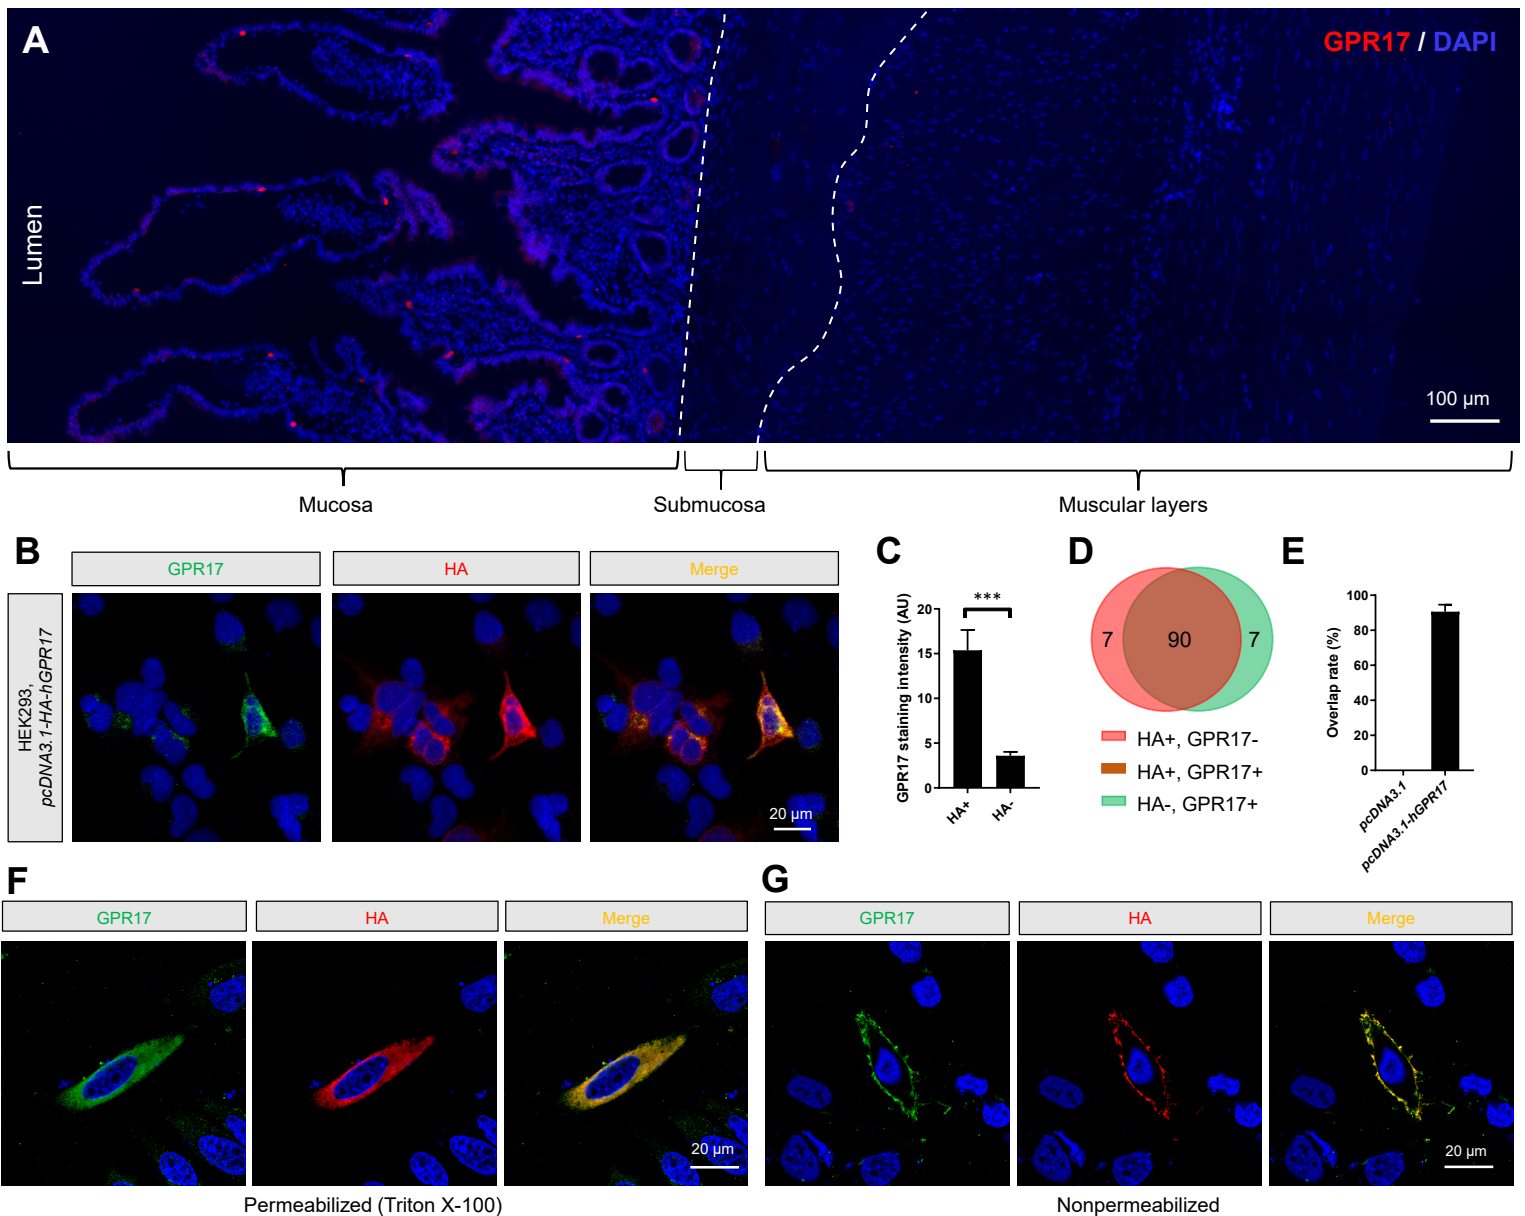 A
GPR17 / DAPI
Lumen
100 µm
Mucosa
Submucosa
Muscular layers
B
GPR17
HA
Merge
HEK293,
pcDNA3.1-HA-hGPR17
20 µm
C
GPR17 staining intensity (AU)
20
15
10
5
0
***
HA+
HA-
D
7
90
7
HA+, GPR17-
HA+, GPR17+
HA-, GPR17+
E
Overlap rate (%)
100
80
60
40
20
0
pcDNA3.1
pcDNA3.1-hGPR17
F
GPR17
HA
Merge
20 µm
Permeabilized (Triton X-100)
G
GPR17
HA
Merge
20 µm
Nonpermeabilized